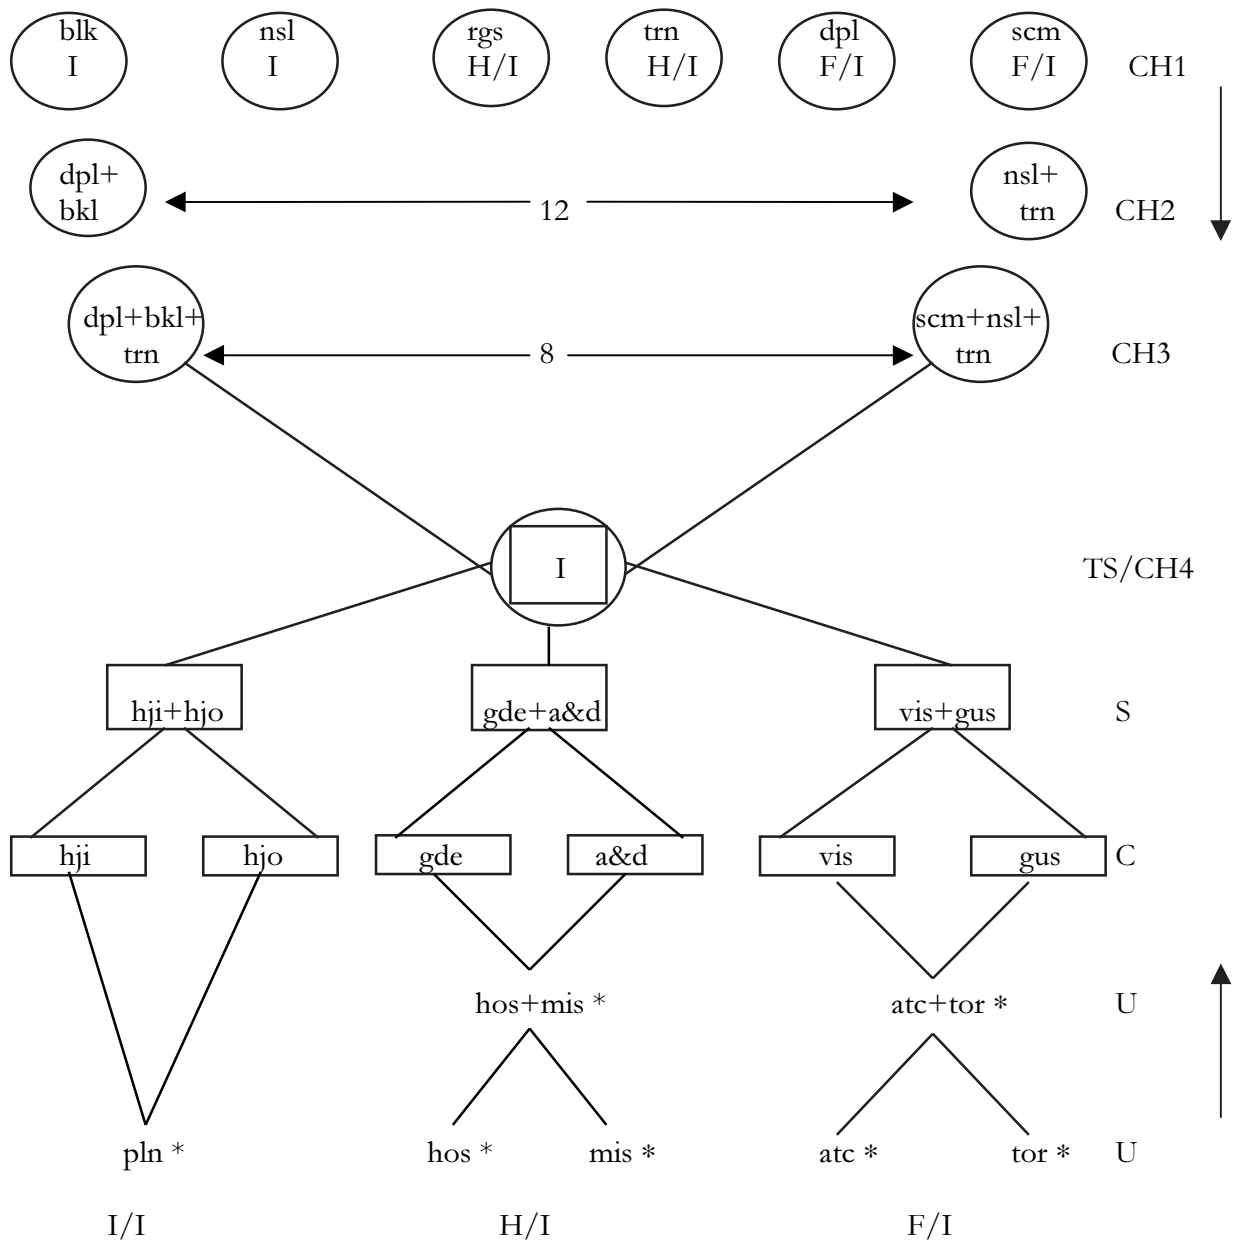 blk nsl rgs trn dpl scm
I I H/I H/I F/I F/I CH1
dpl+ nsl+
bkl 12 trn CH2
dpl+bkl+ scm+nsl+
trn 8 trn CH3
I TS/CH4
hji+hjo gde+a&d vis+gus S
hji hjo gde a&d vis gus C
hos+mis * atc+tor * U
pln * hos * mis * atc * tor * U
I/I H/I F/I